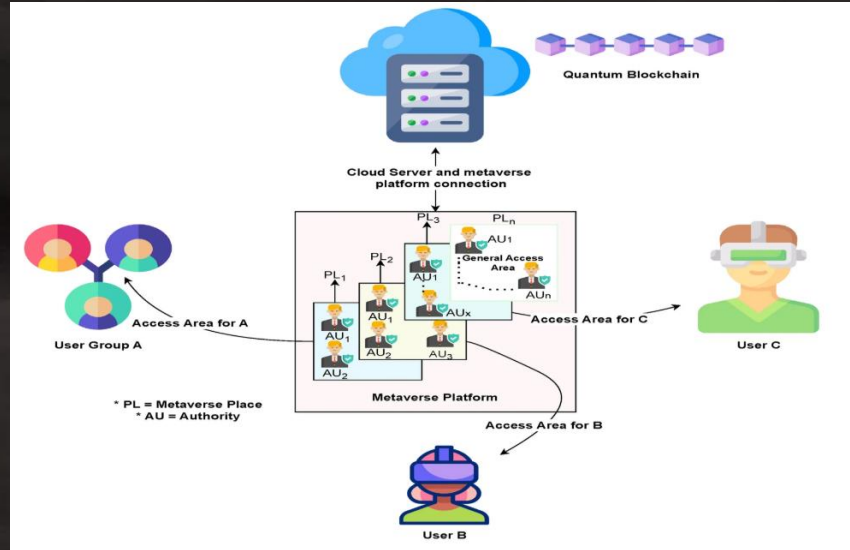 Quantum Blockchain
Cloud Server and metaverse
platform connection
PL3
PLn
AU1
General Access
Area
AUn
PL2
AU1
AUx
PL1
AU1
AU2
AU3
AU1
AU2
Metaverse Platform
Access Area for A
User Group A
Access Area for C
User C
* PL = Metaverse Place
* AU = Authority
Access Area for B
User B